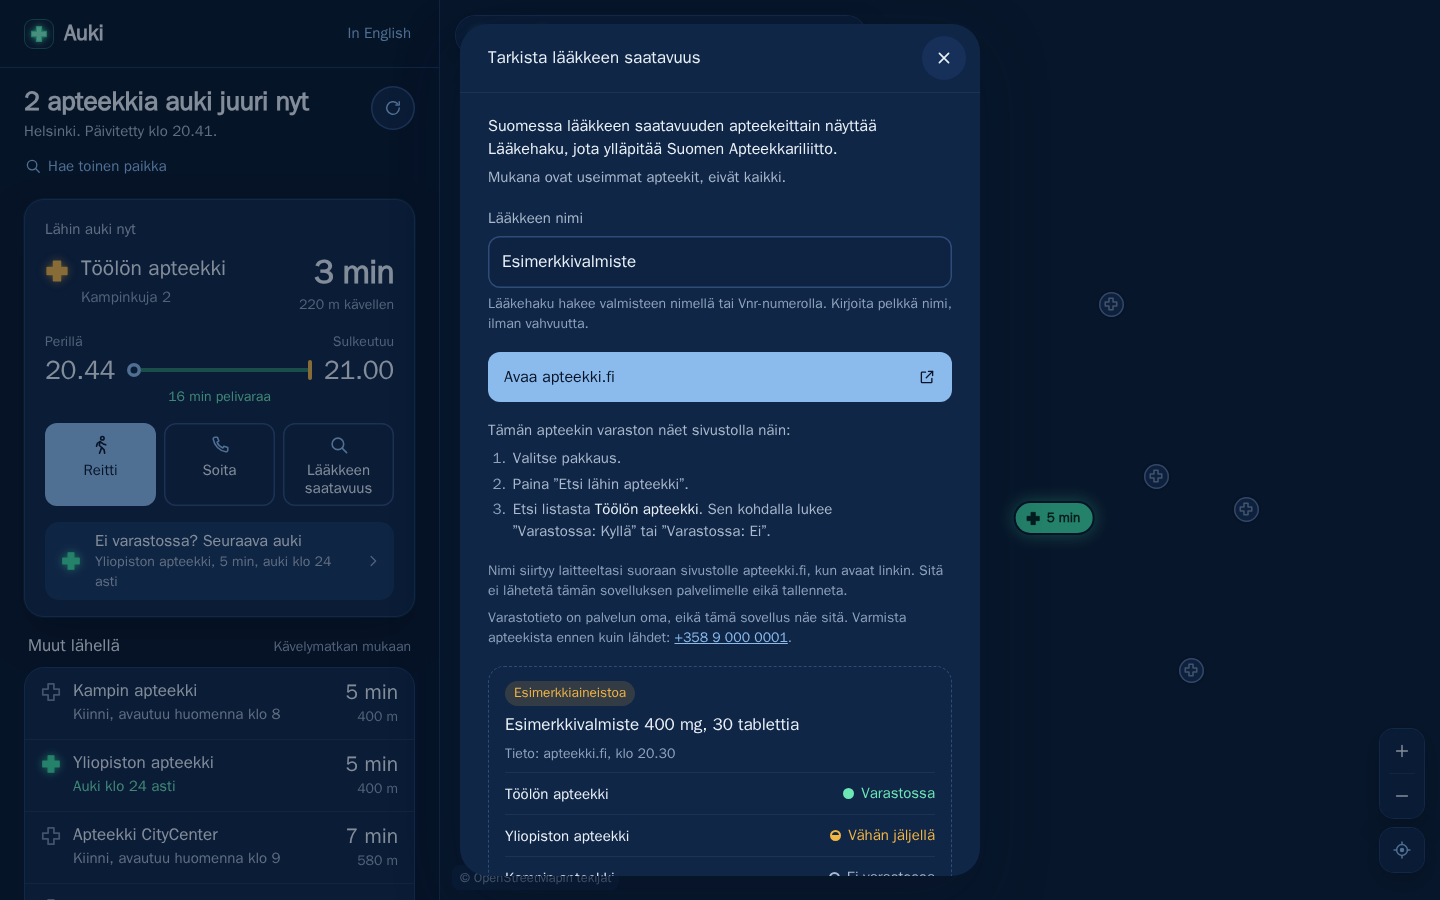 Auki
In English
2 apteekkia auki juuri nyt
Helsinki. Päivitetty klo 20.41.
Hae toinen paikka
Lähin auki nyt
Töölön apteekki
3 min
Kampinkuja 2
220 m kävellen
Perillä
Sulkeutuu
20.44
21.00
16 min pelivaraa
Reitti
Soita
Lääkkeen
saatavuus
Ei varastossa? Seuraava auki
Yliopiston apteekki, 5 min, auki klo 24
asti
Muut lähellä
Kävelymatkan mukaan
Kampin apteekki
5 min
Kiinni, avautuu huomenna klo 8
400 m
Yliopiston apteekki
5 min
Auki klo 24 asti
400 m
Apteekki CityCenter
7 min
Kiinni, avautuu huomenna klo 9
580 m
Tarkista lääkkeen saatavuus
Suomessa lääkkeen saatavuuden apteekeittain näyttää
Lääkehaku, jota ylläpitää Suomen Apteekkariliitto.
Mukana ovat useimmat apteekit, eivät kaikki.
Lääkkeen nimi
Esimerkkivalmiste
Lääkehaku hakee valmisteen nimellä tai Vnr-numerolla. Kirjoita pelkkä nimi,
ilman vahvuutta.
Avaa apteekki.fi
Tämän apteekin varaston näet sivustolla näin:
1. Valitse pakkaus.
2. Paina ”Etsi lähin apteekki”.
3. Etsi listasta Töölön apteekki. Sen kohdalla lukee
”Varastossa: Kyllä” tai ”Varastossa: Ei”.
Nimi siirtyy laitteeltasi suoraan sivustolle apteekki.fi, kun avaat linkin. Sitä
ei lähetetä tämän sovelluksen palvelimelle eikä tallenneta.
Varastotieto on palvelun oma, eikä tämä sovellus näe sitä. Varmista
apteekista ennen kuin lähdet: +358 9 000 0001.
Esimerkkiaineistoa
Esimerkkivalmiste 400 mg, 30 tablettia
Tieto: apteekki.fi, klo 20.30
Töölön apteekki
Varastossa
Yliopiston apteekki
Vähän jäljellä
Kampin apteekki
Ei varastossa
© OpenStreetMapin tekijät
5 min